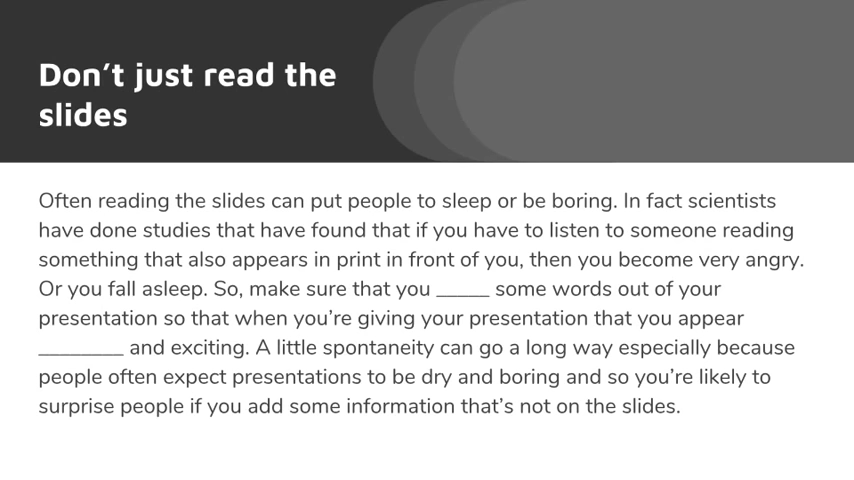 Don’t just read the
slides
Often reading the slides can put people to sleep or be boring. In fact scientists
have done studies that have found that if you have to listen to someone reading
something that also appears in print in front of you, then you become very angry.
Or you fall asleep. So, make sure that you _____ some words out of your
presentation so that when you’re giving your presentation that you appear
________ and exciting. A little spontaneity can go a long way especially because
people often expect presentations to be dry and boring and so you’re likely to
surprise people if you add some information that’s not on the slides.